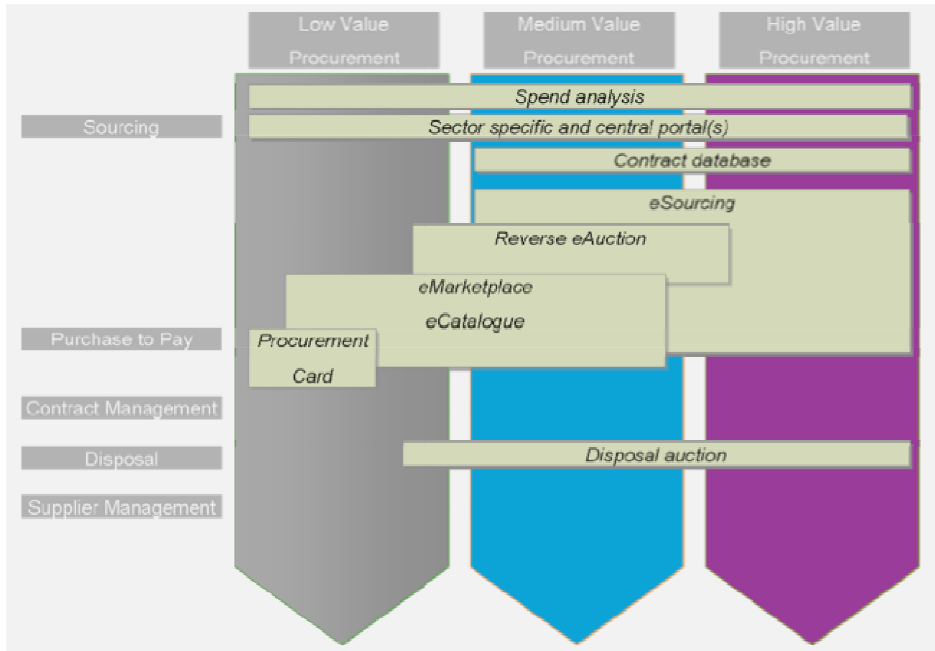 Low Value
Procurement
Medium Value
Procurement
High Value
Procurement
Spend analysis
Sourcing
Sector specific and central portal(s)
Contract database
eSourcing
Reverse eAuction
eMarketplace
eCatalogue
Purchase to Pay
Procurement
Card
Contract Management
Disposal
Disposal auction
Supplier Management